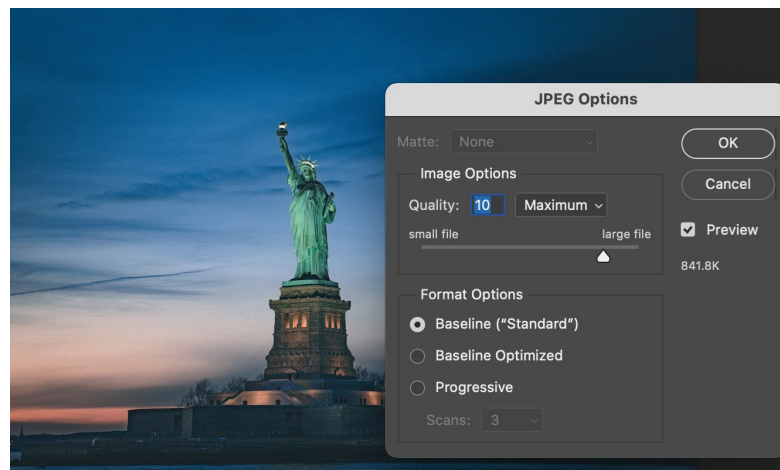 JPEG Options
Matte: None
OK
Image Options
Cancel
Quality: 10 Maximum
Preview
small file large file
841.8K
Format Options
Baseline (“Standard”)
Baseline Optimized
Progressive
Scans: 3